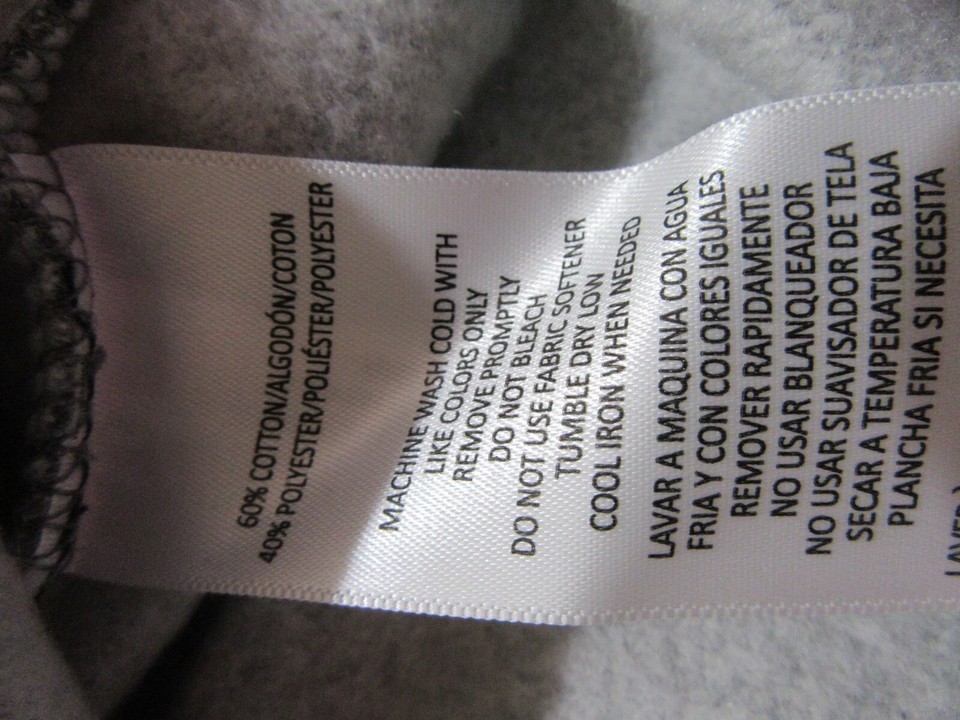 60% COTTON/ALGODÓN/COTON
40% POLYESTER/POLIÉSTER/POLYESTER
MACHINE WASH COLD WITH
LIKE COLORS ONLY
REMOVE PROMPTLY
DO NOT BLEACH
DO NOT USE FABRIC SOFTENER
TUMBLE DRY LOW
COOL IRON WHEN NEEDED
LAVAR A MAQUINA CON AGUA
FRIA Y CON COLORES IGUALES
REMOVER RAPIDAMENTE
NO USAR BLANQUEADOR
NO USAR SUAVISADOR DE TELA
SECAR A TEMPERATURA BAJA
PLANCHA FRIA SI NECESITA